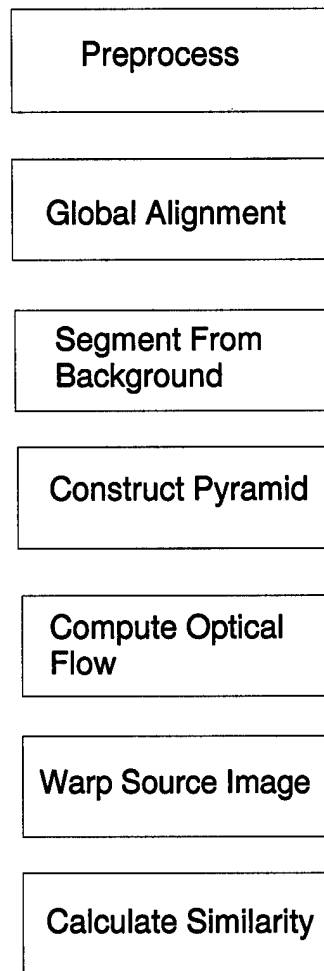 Preprocess
Global Alignment
Segment From
Background
Construct Pyramid
Compute Optical
Flow
Warp Source Image
Calculate Similarity